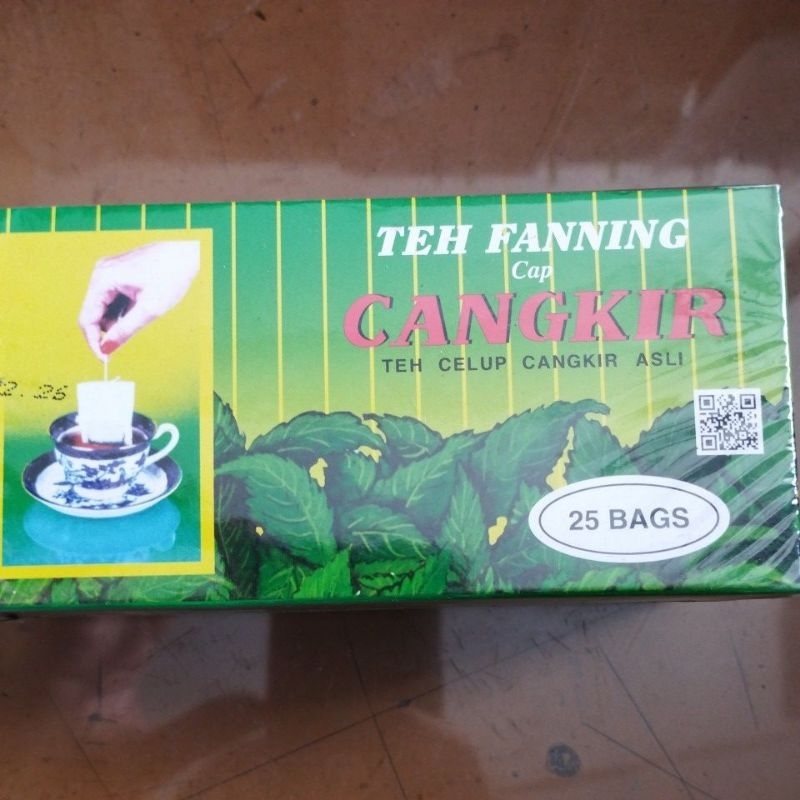 TEH FANNING
Cap
CANGKIR
TEH CELUP CANGKIR ASLI
25 BAGS